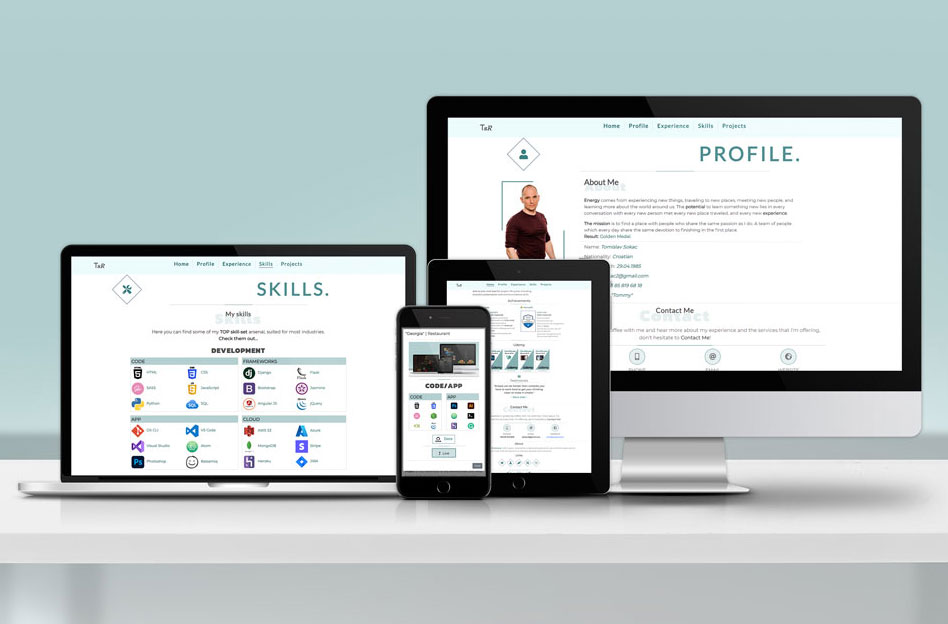 T&R
Home Profile Experience Skills Projects
PROFILE.
About Me
Energy comes from experiencing new things, traveling to new places, meeting new people, and
learning more about the world around us. The potential to learn something new lies in every
conversation with every new person met every new place traveled, and every new experience.
The mission is to find a place with people who share the same passion as I do. A team of people
which every day share the same devotion to finishing in the first place.
Result: Golden Medal.
Name: Tomislav Sokac
Nationality: Croatian
29.04.1985
"Tommy"
Contact Me
Contact
with me and hear more about my experience and the services that I'm offering,
don't hesitate to Contact Me!
T&R
Home Profile Experience Skills Projects
SKILLS.
My skills
Skills
Here you can find some of my TOP skill-set arsenal, suited for most industries.
Check them out...
DEVELOPMENT
CODE FRAMEWORKS
HTML CSS Django Flask
SASS JavaScript Bootstrap Jasmine
Python SQL Angular JS jQuery
APP CLOUD
Git CLI VS Code AWS S3 Azure
Visual Studio Atom MongoDB Stripe
Ps Photoshop Balsamiq Heroku
"Georgia" | Restaurant
CODE/APP
CODE APP
Live
Home Profile Experience Skills Projects
Achievements
Contact Me